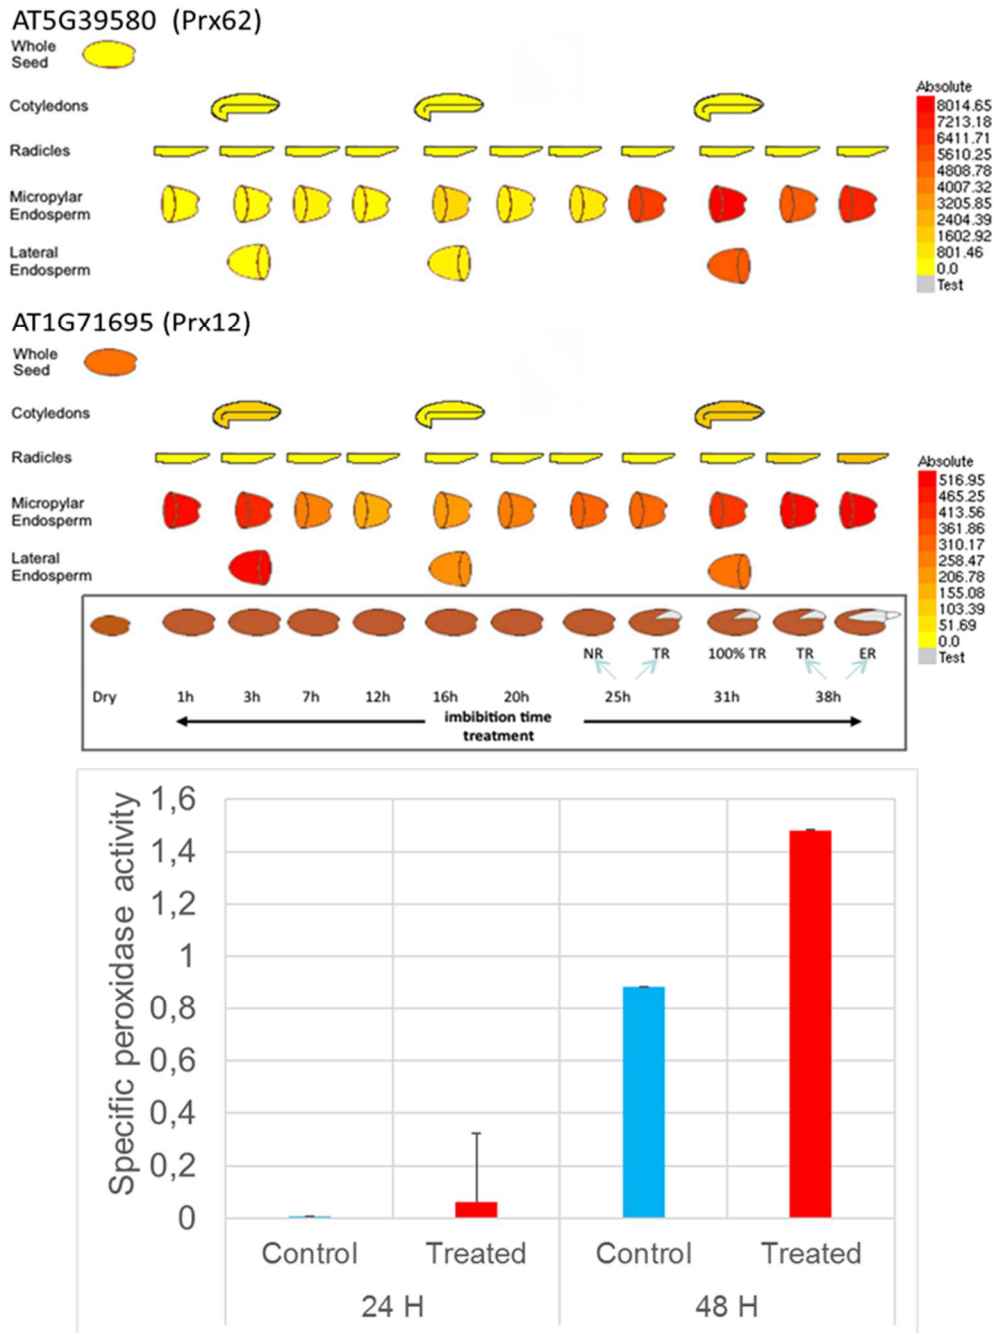 AT5G39580 (Prx62)
Whole
Seed
Cotyledons
Radicles
Micropylar
Endosperm
Lateral
Endosperm
Absolute
8014.65
7213.18
6411.71
5610.25
4808.78
4007.32
3205.85
2404.39
1602.92
801.46
0.0
Test
AT1G71695 (Prx12)
Whole
Seed
Cotyledons
Radicles
Micropylar
Endosperm
Lateral
Endosperm
Absolute
516.95
465.25
413.56
361.86
310.17
258.47
206.78
155.08
103.39
51.69
0.0
Test
NR TR 100% TR TR ER
Dry 1h 3h 7h 12h 16h 20h 25h 31h 38h
imbibition time
treatment
Specific peroxidase activity
1,6
1,4
1,2
1
0,8
0,6
0,4
0,2
0
Control Treated Control Treated
24 H 48 H